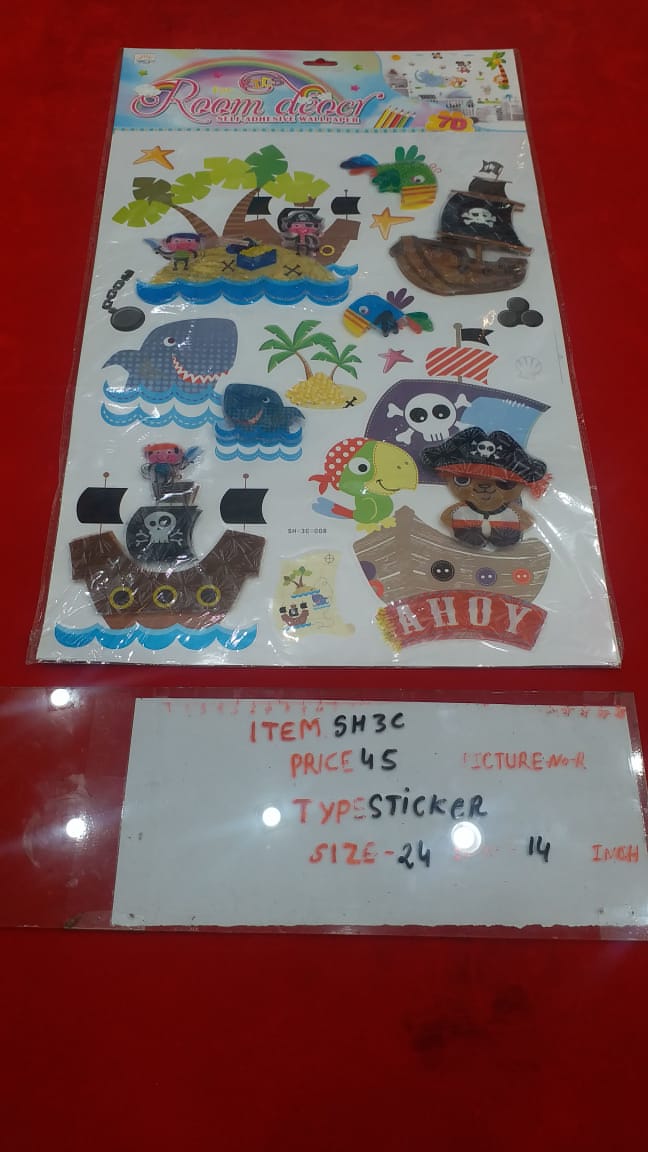 Room decor
SELF-ADHESIVE WALLPAPER
7D
SH-3C-008
AHOY
ITEM SH3C
PRICE 45 PICTURE-No-R
TYPE STICKER
SIZE-24 14 INCH